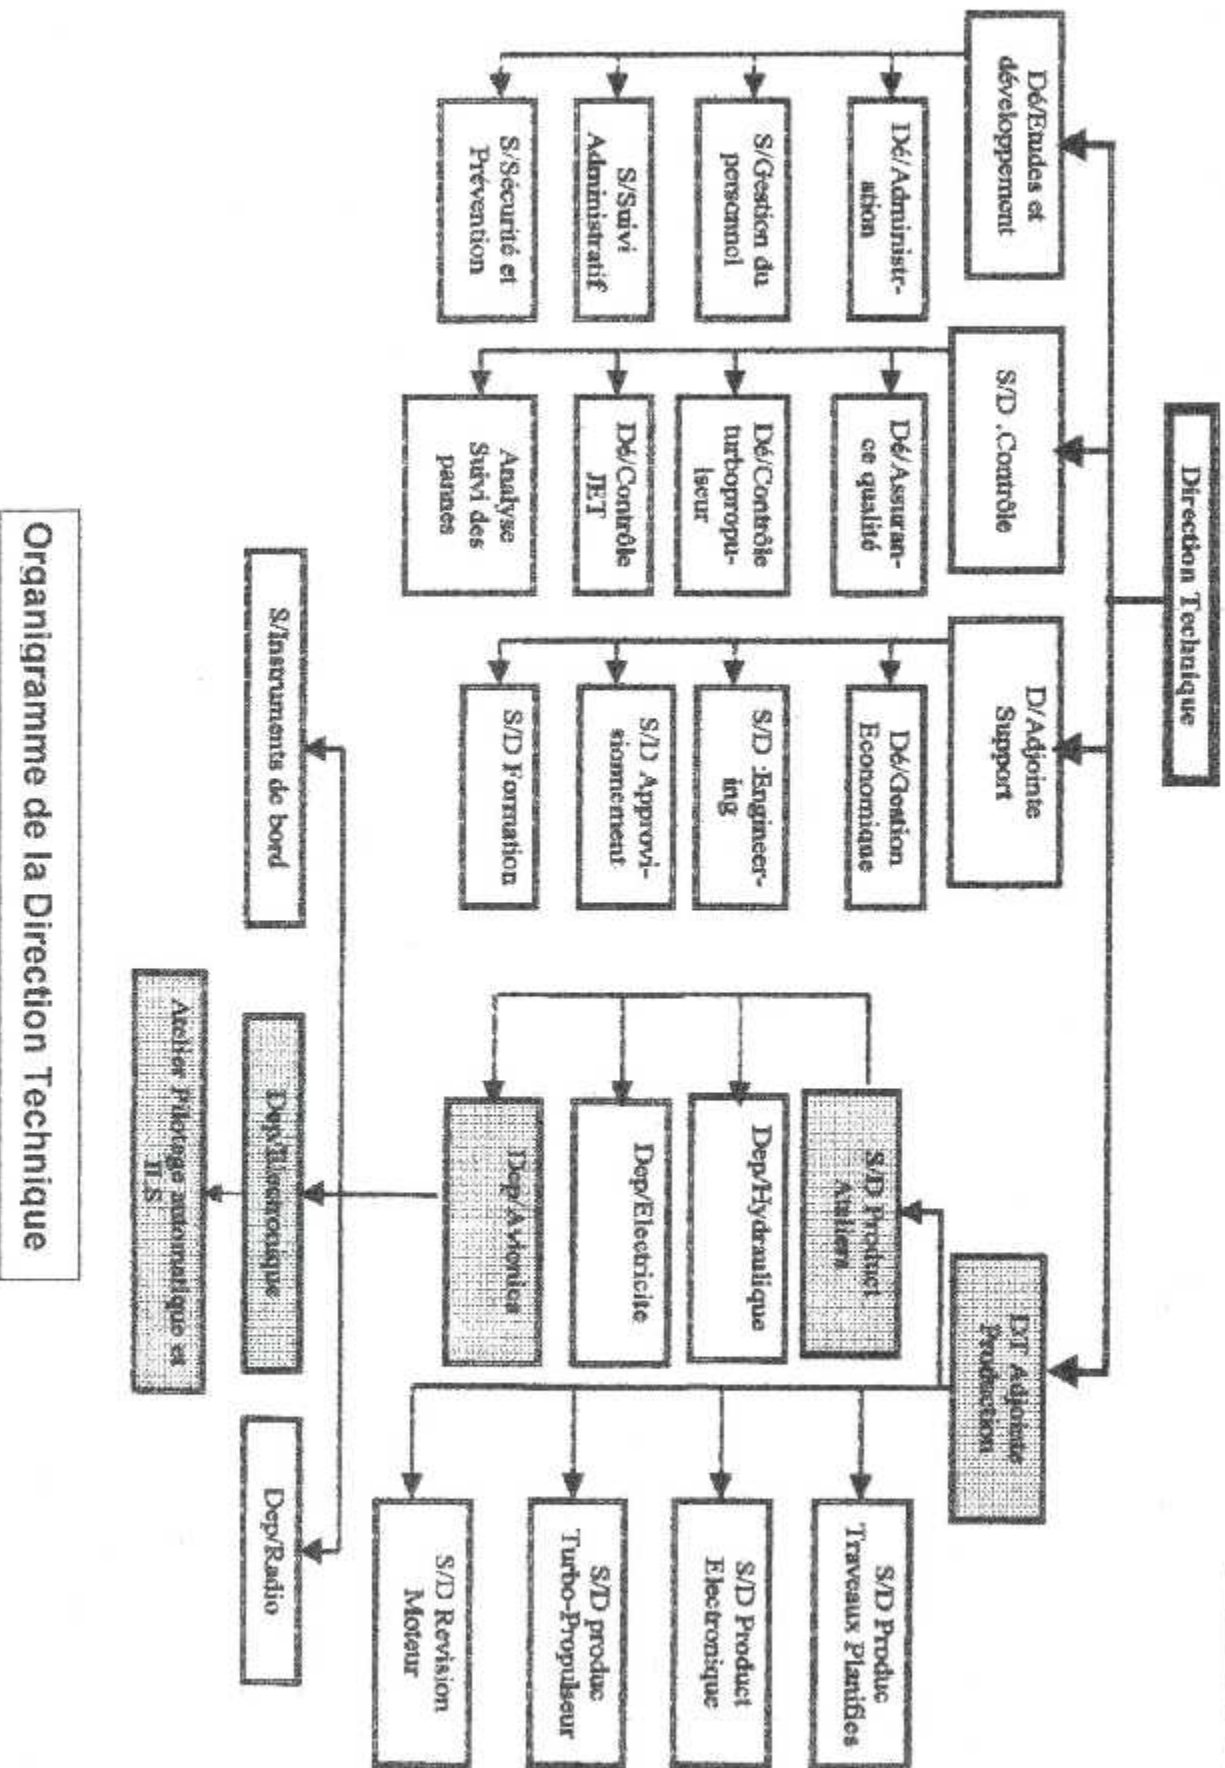 Direction Technique
Dé/Etudes et
développement
S/D .Contrôle
D/Adjointe
Support
DT Adjointe
Production
Dé/Administr-
ation
S/Gestion du
personnel
S/Suivi
Administratif
S/Sécurité et
Prévention
Dé/Assuran-
ce qualité
Dé/Contrôle
turbopropu-
lseur
Dé/Contrôle
JET
Analyse
Suivi des
pannes
Dé/Gestion
Economique
S/D :Engineer-
ing
S/D Approvi-
sionnement
S/D Formation
S/D Product
Ateliers
Dep/Hydraulique
Dep/Electricite
Dep/Avionics
S/D Produc
Traveaux Planifies
S/D Product
Electronique
S/D produc
Turbo-Propulseur
S/D Revision
Moteur
S/Instruments de bord
Dep/Electronique
Dep/Radio
Atelier Pilotage automatique et
ILS
Organigramme de la Direction Technique